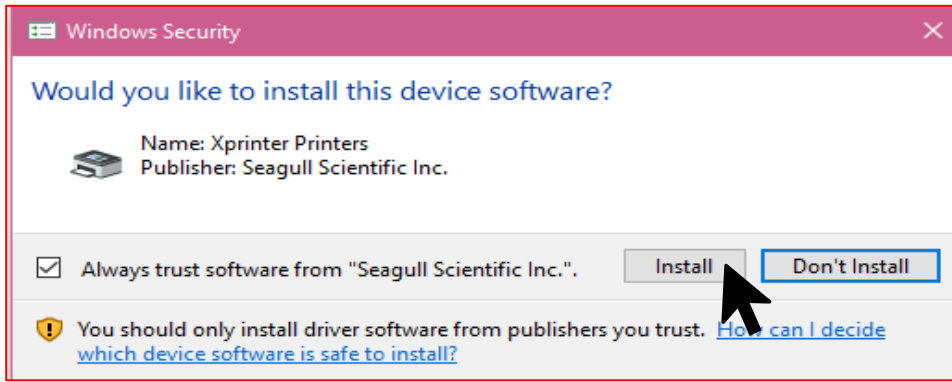 Windows Security
Would you like to install this device software?
Name: Xprinter Printers
Publisher: Seagull Scientific Inc.
Always trust software from "Seagull Scientific Inc.".
Install
Don't Install
You should only install driver software from publishers you trust. How can I decide
which device software is safe to install?